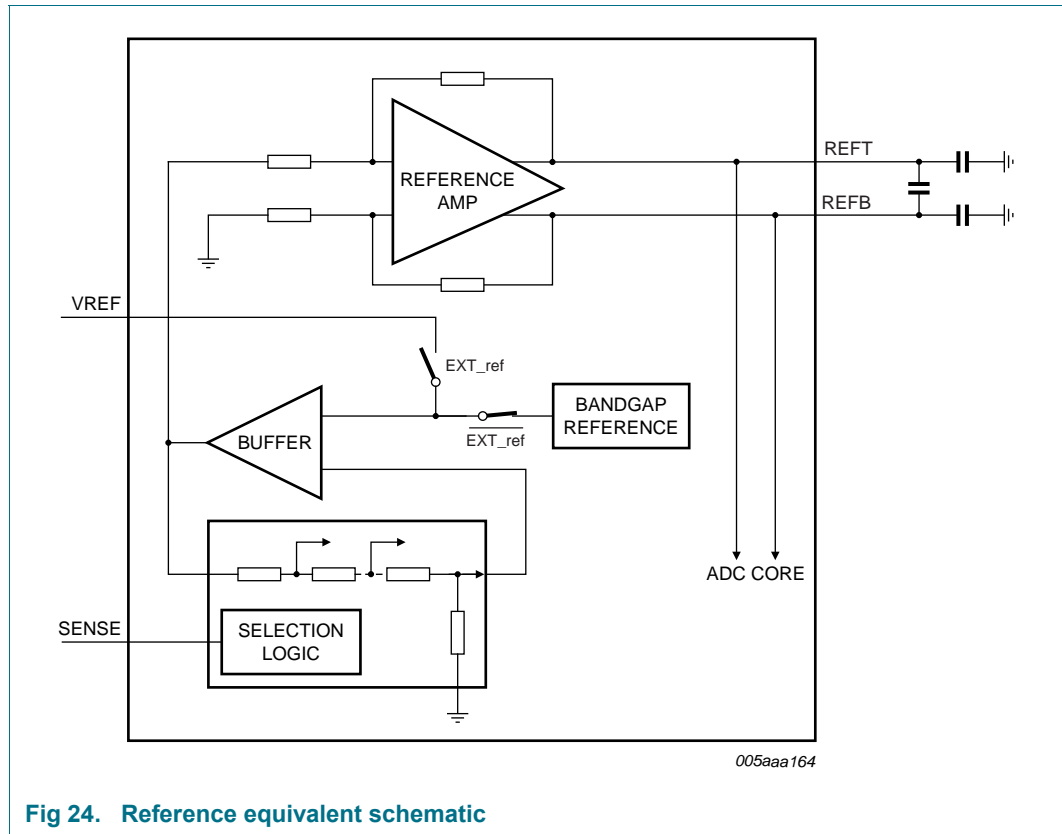 REFERENCE
AMP
REFT
REFB
VREF
EXT_ref
BANDGAP
REFERENCE
EXT_ref
BUFFER
ADC CORE
SENSE
SELECTION
LOGIC
005aaa164
Fig 24. Reference equivalent schematic